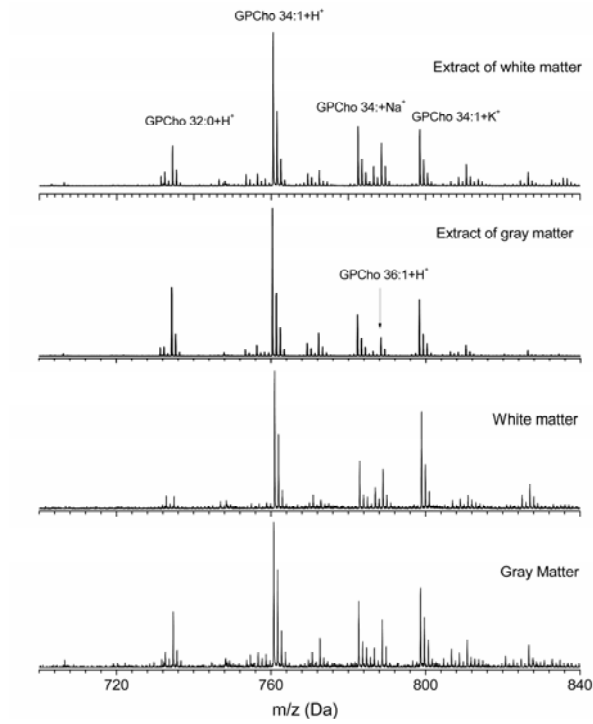 GPCho 34:1+H⁺
Extract of white matter
GPCho 34:+Na⁺
GPCho 34:1+K⁺
GPCho 32:0+H⁺
Extract of gray matter
GPCho 36:1+H⁺
White matter
Gray Matter
720 760 800 840
m/z (Da)